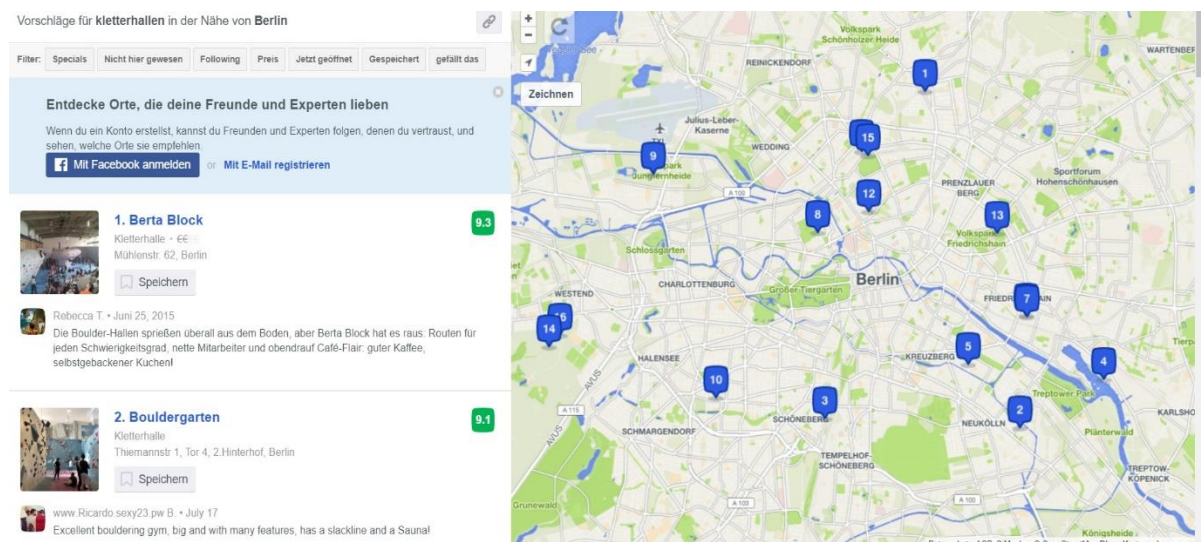 Vorschläge für kletterhallen in der Nähe von Berlin
Filter: Specials Nicht hier gewesen Following Preis Jetzt geöffnet Gespeichert gefällt das
Entdecke Orte, die deine Freunde und Experten lieben
Wenn du ein Konto erstellst, kannst du Freunden und Experten folgen, denen du vertraust, und
sehen, welche Orte sie empfehlen.
Mit Facebook anmelden or Mit E-Mail registrieren
1. Berta Block
9.3
Kletterhalle • €€
Mühlenstr. 62, Berlin
Speichern
Rebecca T. • Juni 25, 2015
Die Boulder-Hallen sprießen überall aus dem Boden, aber Berta Block hat es raus: Routen für
jeden Schwierigkeitsgrad, nette Mitarbeiter und obendrauf Café-Flair: guter Kaffee,
selbstgebackener Kuchen!
2. Bouldergarten
9.1
Kletterhalle
Thiemannstr 1, Tor 4, 2.Hinterhof, Berlin
Speichern
www.Ricardo.sexy23.pw B. • July 17
Excellent bouldering gym, big and with many features, has a slackline and a Sauna!
+
-
Zeichnen
Volkspark
Schönholzer Heide
WARTENBER
REINICKENDORF
1
Julius-Leber-
Kaserne
TXL
WEDDING
15
9
Jungfernheide
Sportforum
Hohenschönhausen
A 100
PRENZLAUER
BERG
12
8
13
Volkspark
Friedrichshain
Schlossgarten
Berlin
CHARLOTTENBURG
Großer Tiergarten
WESTEND
7
16
14
5
KREUZBERG
4
HALENSEE
10
Treptower Park
3
2
A 115
AVUS
SCHÖNEBERG
NEUKÖLLN
KARLSHO
SCHMARGENDORF
Plänterwald
TEMPELHOF-
SCHÖNEBERG
TREPTOW-
KÖPENICK
AVUS
A 100
A 100
Grunewald
Königsheide